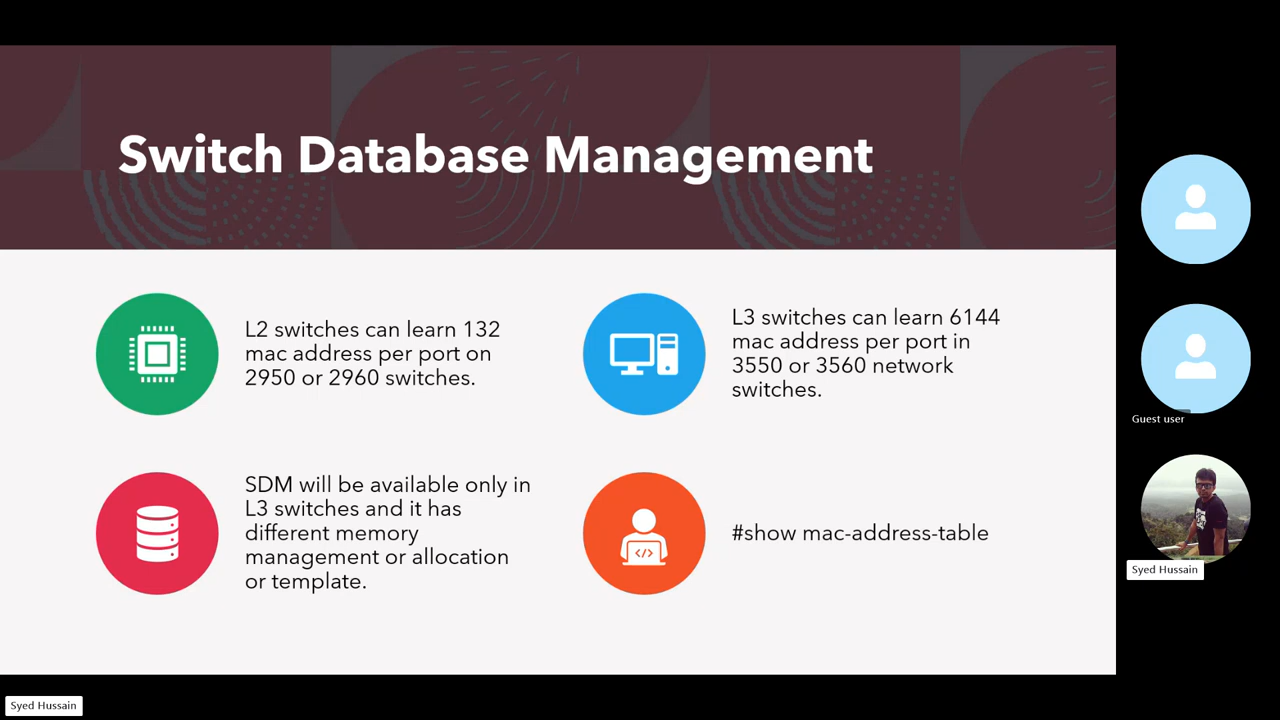 Switch Database Management
L2 switches can learn 132
mac address per port on
2950 or 2960 switches.
L3 switches can learn 6144
mac address per port in
3550 or 3560 network
switches.
SDM will be available only in
L3 switches and it has
different memory
management or allocation
or template.
#show mac-address-table
Guest user
Syed Hussain
Syed Hussain